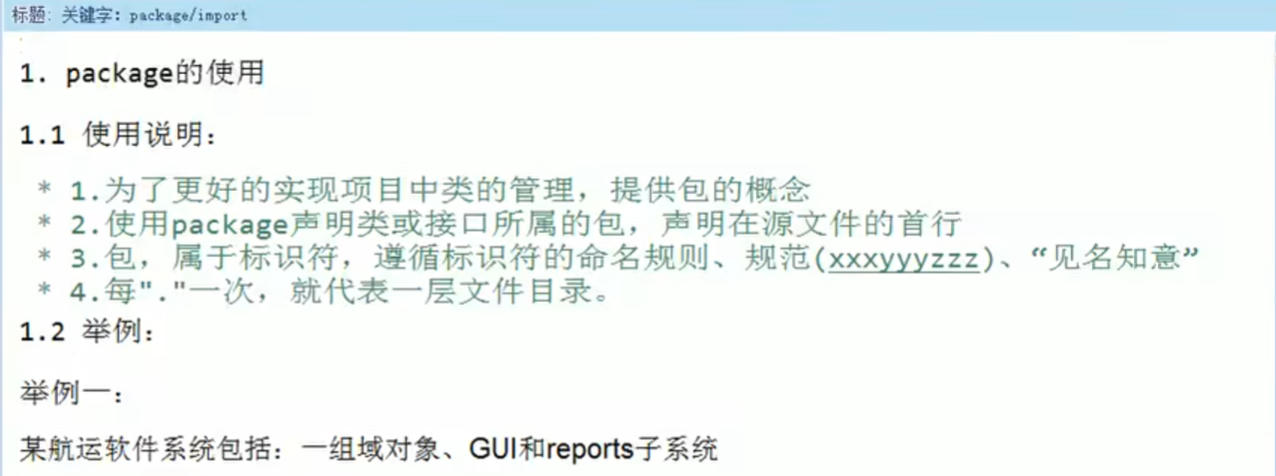 标题: 关键字: package/import
1. package的使用
1.1 使用说明:
* 1.为了更好的实现项目中类的管理，提供包的概念
* 2.使用package声明类或接口所属的包，声明在源文件的首行
* 3.包，属于标识符，遵循标识符的命名规则、规范(xxxyyyzzz)、“见名知意”
* 4.每"."一次，就代表一层文件目录。
1.2 举例:
举例一:
某航运软件系统包括: 一组域对象、GUI和reports子系统